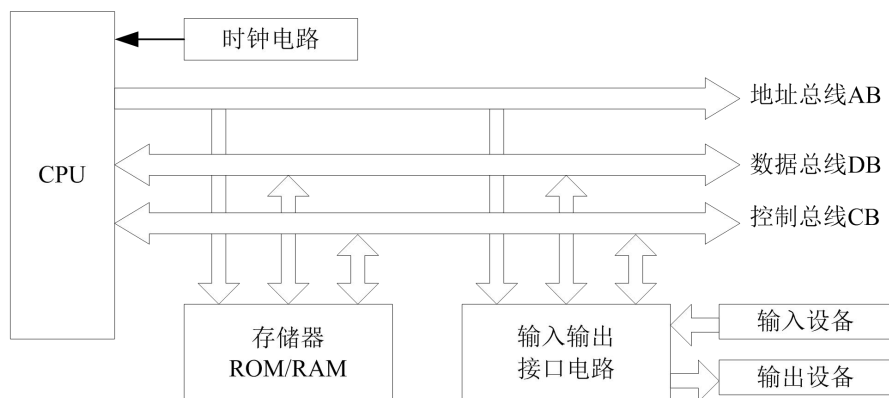 时钟电路
地址总线AB
CPU
数据总线DB
控制总线CB
存储器
ROM/RAM
输入输出
接口电路
输入设备
输出设备